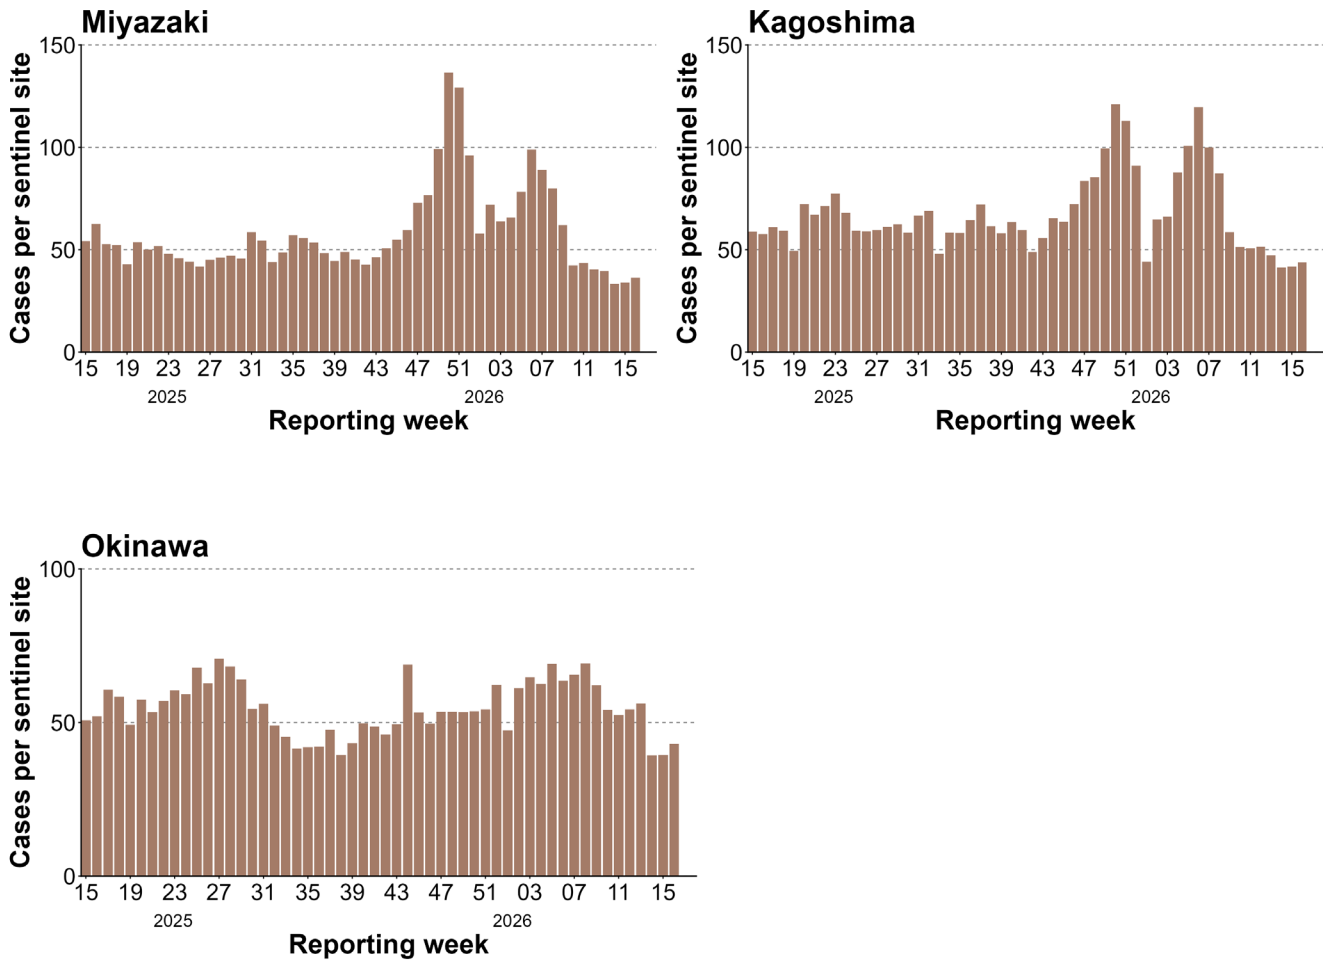 Miyazaki
Cases per sentinel site
150
100
50
0
15 19 23 27 31 35 39 43 47 51 03 07 11 15
2025 2026
Reporting week
Kagoshima
Cases per sentinel site
150
100
50
0
15 19 23 27 31 35 39 43 47 51 03 07 11 15
2025 2026
Reporting week
Okinawa
Cases per sentinel site
100
50
0
15 19 23 27 31 35 39 43 47 51 03 07 11 15
2025 2026
Reporting week